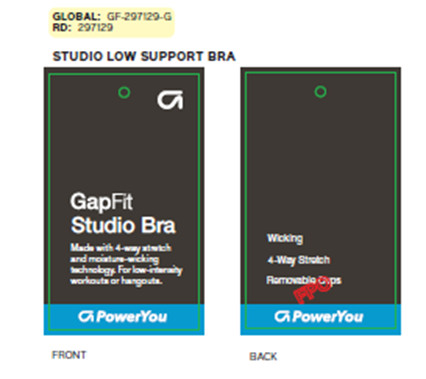 GLOBAL: GF-297129-G
RD: 297129
STUDIO LOW SUPPORT BRA
GapFit
Studio Bra
Made with 4-way stretch
and moisture-wicking
technology. For low-intensity
workouts or hangouts.
PowerYou
FRONT
Wicking
4-Way Stretch
Removable Cups
FPO
PowerYou
BACK